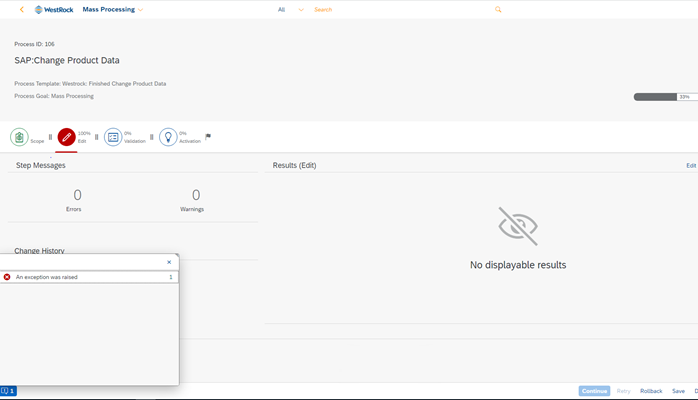 WestRock Mass Processing All Search
Process ID: 106
SAP:Change Product Data
Process Template: Westrock: Finished Change Product Data
Process Goal: Mass Processing
33%
Scope
100%
Edit
0%
Validation
0%
Activation
Step Messages
0 0
Errors Warnings
Change History
An exception was raised 1
Results (Edit) Edit
No displayable results
1
Continue Retry Rollback Save D